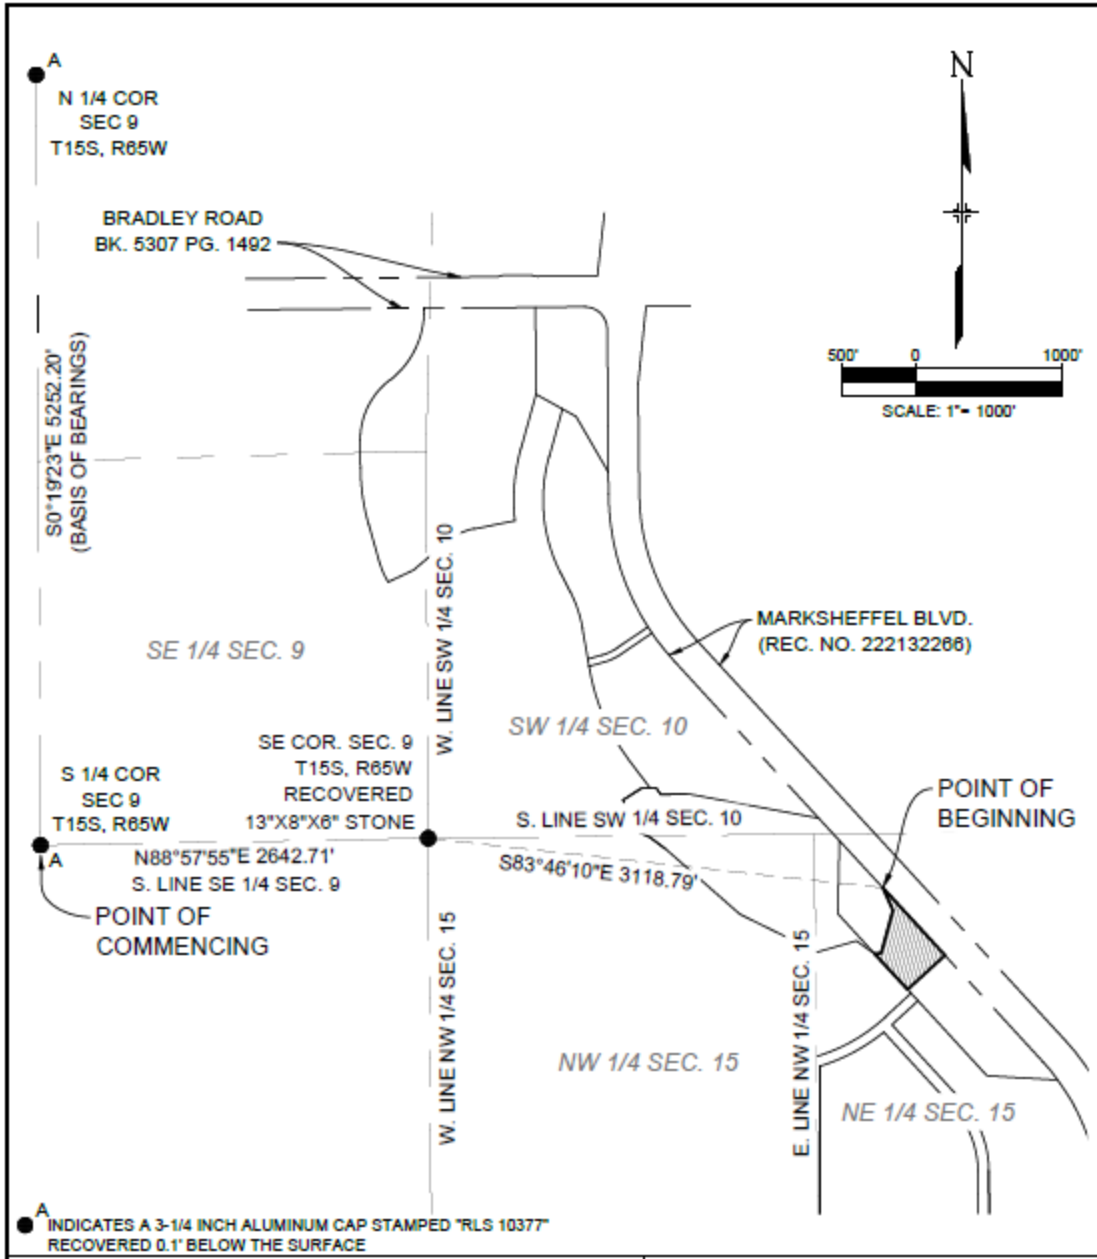 A
N 1/4 COR
SEC 9
T15S, R65W
N
BRADLEY ROAD
BK. 5307 PG. 1492
500'
0
1000'
SCALE: 1"= 1000'
S0°19'23"E 5252.20'
(BASIS OF BEARINGS)
W. LINE SW 1/4 SEC. 10
MARKSHEFFEL BLVD.
(REC. NO. 222132266)
SE 1/4 SEC. 9
SW 1/4 SEC. 10
SE COR. SEC. 9
T15S, R65W
RECOVERED
13"X8"X6" STONE
S 1/4 COR
SEC 9
T15S, R65W
A
POINT OF
BEGINNING
S. LINE SW 1/4 SEC. 10
N88°57'55"E 2642.71'
S. LINE SE 1/4 SEC. 9
S83°46'10"E 3118.79'
POINT OF
COMMENCING
W. LINE NW 1/4 SEC. 15
E. LINE NW 1/4 SEC. 15
NW 1/4 SEC. 15
NE 1/4 SEC. 15
A
INDICATES A 3-1/4 INCH ALUMINUM CAP STAMPED "RLS 10377"
RECOVERED 0.1' BELOW THE SURFACE